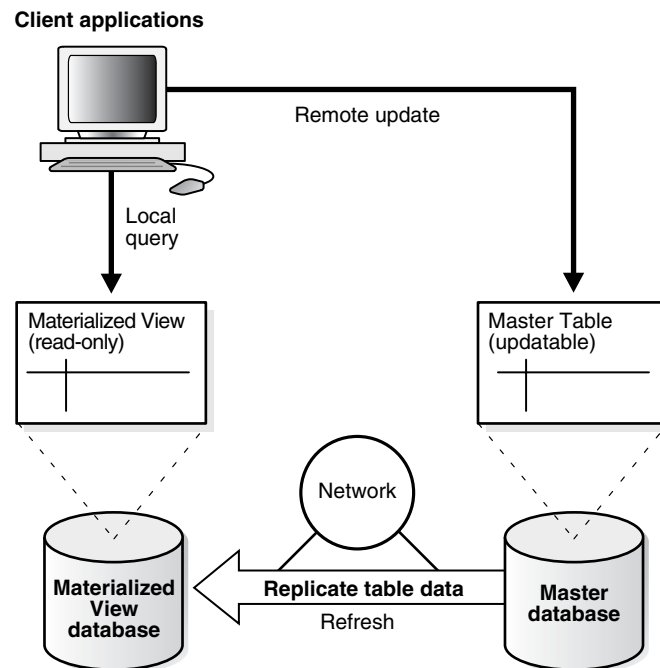 Client applications
Remote update
Local
query
Materialized View
(read-only)
Master Table
(updatable)
Network
Materialized
View
database
Replicate table data
Refresh
Master
database